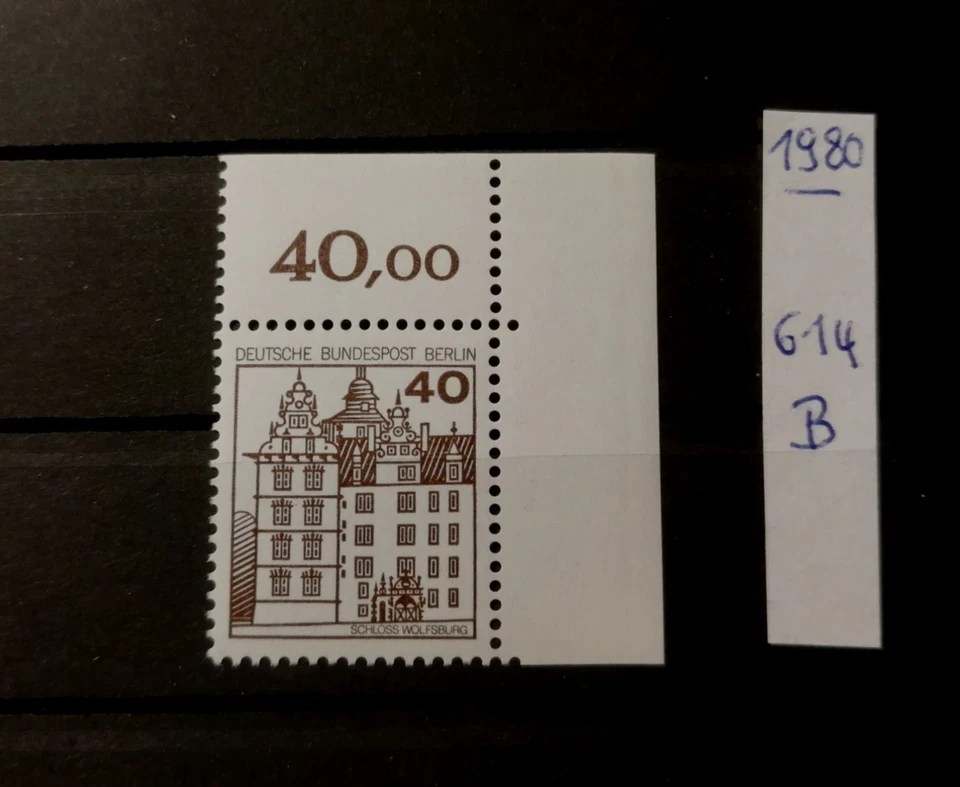 40,00
DEUTSCHE BUNDESPOST BERLIN
40
SCHLOSS WOLFSBURG
1980
614
B